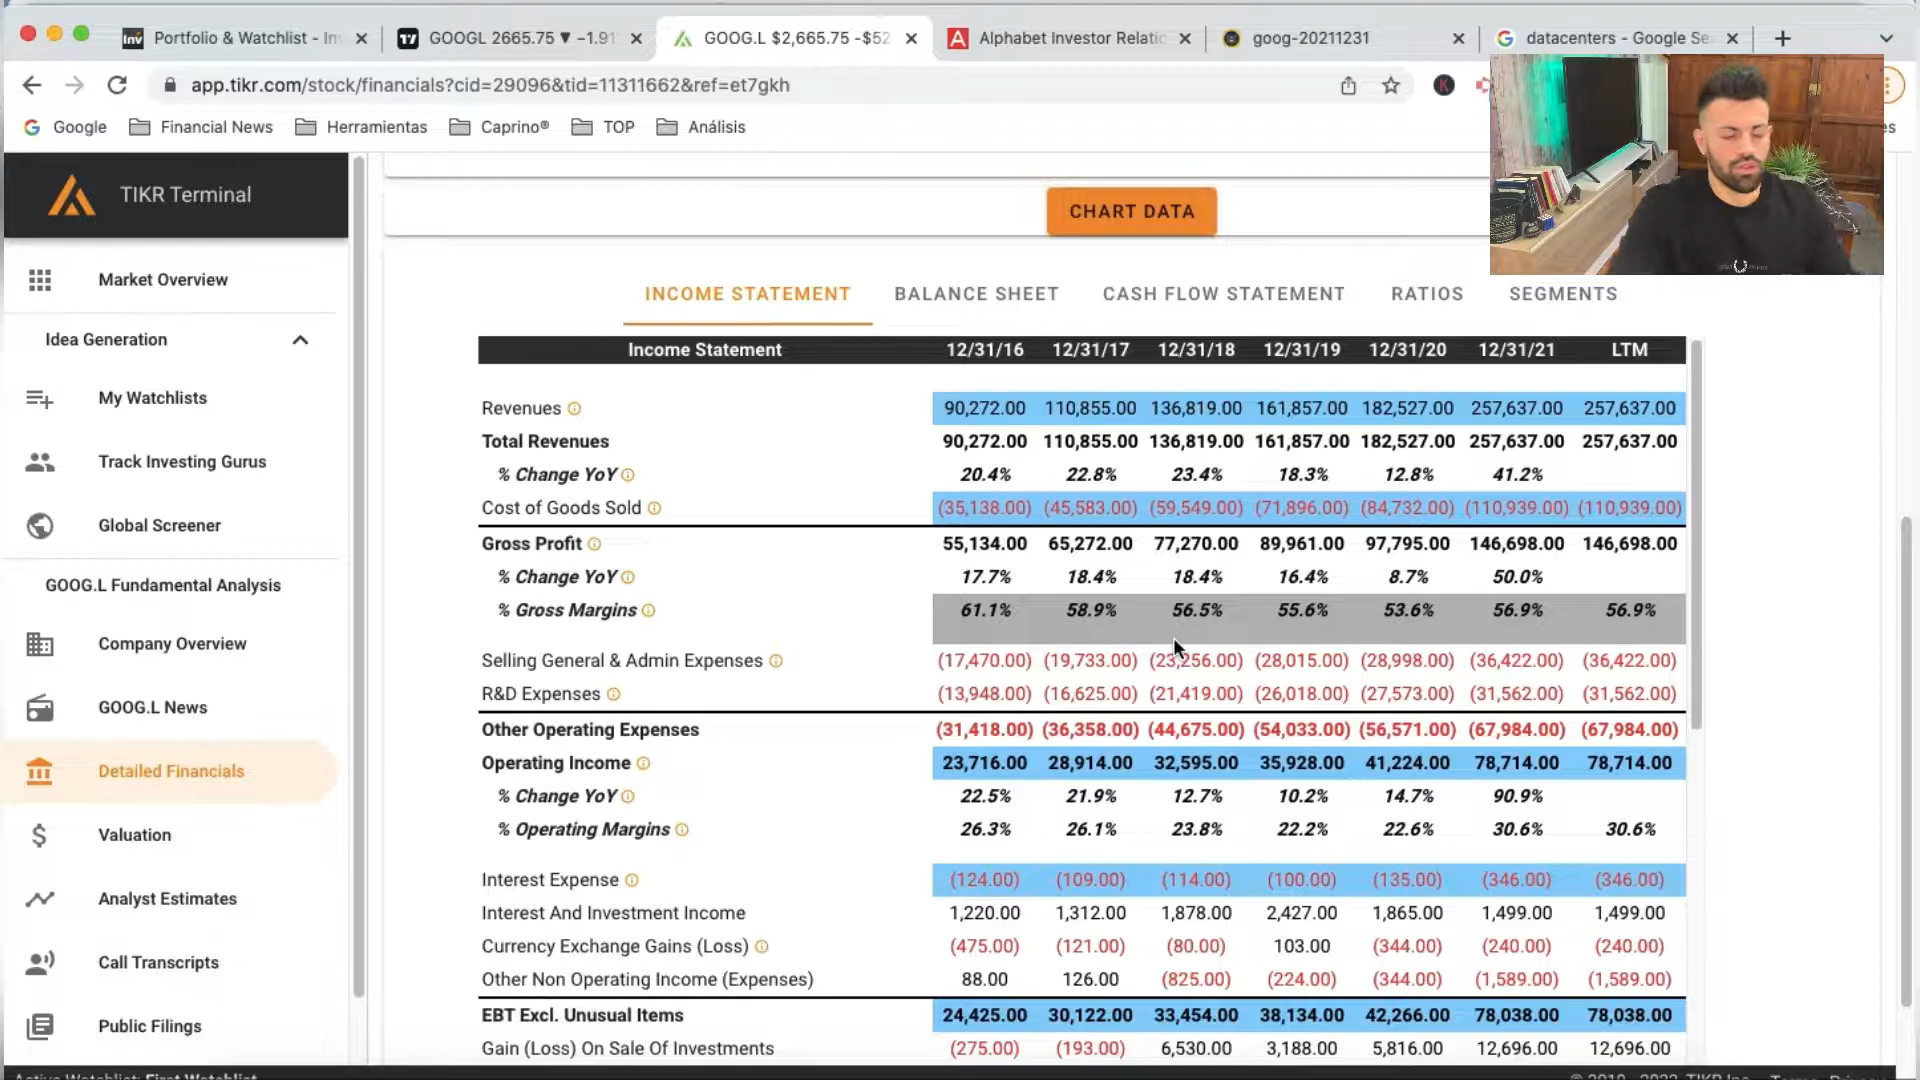 Portfolio & Watchlist - In
GOOGL 2665.75 ▼ −1.91
GOOG.L $2,665.75 -$52
Alphabet Investor Relatio
goog-20211231
datacenters - Google Se
app.tikr.com/stock/financials?cid=29096&tid=11311662&ref=et7gkh
Google Financial News Herramientas Caprino® TOP Análisis
TIKR Terminal
Market Overview
Idea Generation
My Watchlists
Track Investing Gurus
Global Screener
GOOG.L Fundamental Analysis
Company Overview
GOOG.L News
Detailed Financials
Valuation
Analyst Estimates
Call Transcripts
Public Filings
CHART DATA
INCOME STATEMENT BALANCE SHEET CASH FLOW STATEMENT RATIOS SEGMENTS
Income Statement 12/31/16 12/31/17 12/31/18 12/31/19 12/31/20 12/31/21 LTM
Revenues 90,272.00 110,855.00 136,819.00 161,857.00 182,527.00 257,637.00 257,637.00
Total Revenues 90,272.00 110,855.00 136,819.00 161,857.00 182,527.00 257,637.00 257,637.00
% Change YoY 20.4% 22.8% 23.4% 18.3% 12.8% 41.2%
Cost of Goods Sold (35,138.00) (45,583.00) (59,549.00) (71,896.00) (84,732.00) (110,939.00) (110,939.00)
Gross Profit 55,134.00 65,272.00 77,270.00 89,961.00 97,795.00 146,698.00 146,698.00
% Change YoY 17.7% 18.4% 18.4% 16.4% 8.7% 50.0%
% Gross Margins 61.1% 58.9% 56.5% 55.6% 53.6% 56.9% 56.9%
Selling General & Admin Expenses (17,470.00) (19,733.00) (23,256.00) (28,015.00) (28,998.00) (36,422.00) (36,422.00)
R&D Expenses (13,948.00) (16,625.00) (21,419.00) (26,018.00) (27,573.00) (31,562.00) (31,562.00)
Other Operating Expenses (31,418.00) (36,358.00) (44,675.00) (54,033.00) (56,571.00) (67,984.00) (67,984.00)
Operating Income 23,716.00 28,914.00 32,595.00 35,928.00 41,224.00 78,714.00 78,714.00
% Change YoY 22.5% 21.9% 12.7% 10.2% 14.7% 90.9%
% Operating Margins 26.3% 26.1% 23.8% 22.2% 22.6% 30.6% 30.6%
Interest Expense (124.00) (109.00) (114.00) (100.00) (135.00) (346.00) (346.00)
Interest And Investment Income 1,220.00 1,312.00 1,878.00 2,427.00 1,865.00 1,499.00 1,499.00
Currency Exchange Gains (Loss) (475.00) (121.00) (80.00) 103.00 (344.00) (240.00) (240.00)
Other Non Operating Income (Expenses) 88.00 126.00 (825.00) (224.00) (344.00) (1,589.00) (1,589.00)
EBT Excl. Unusual Items 24,425.00 30,122.00 33,454.00 38,134.00 42,266.00 78,038.00 78,038.00
Gain (Loss) On Sale Of Investments (275.00) (193.00) 6,530.00 3,188.00 5,816.00 12,696.00 12,696.00